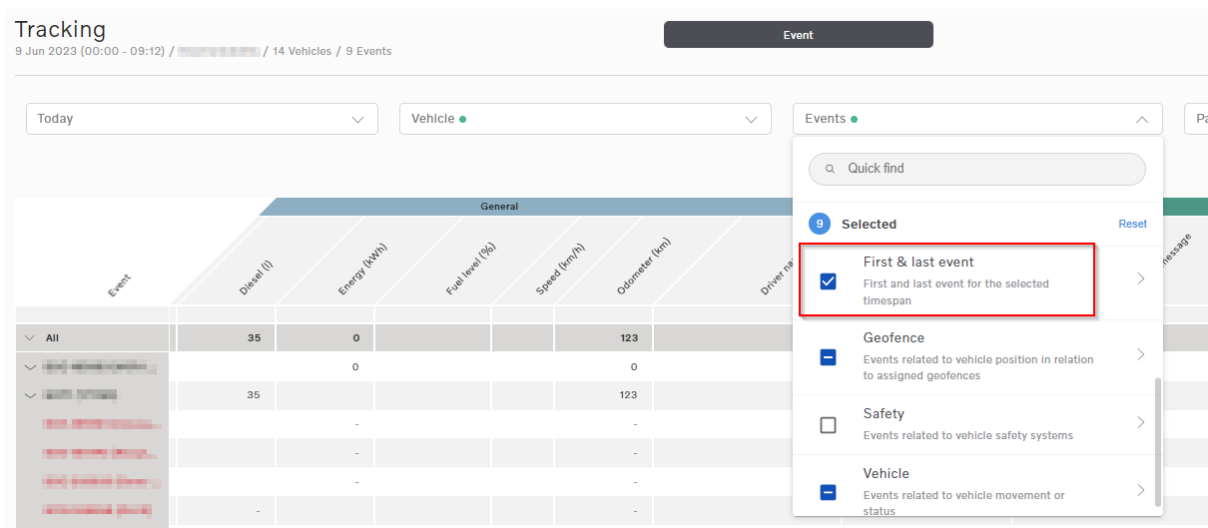 Tracking
Event
9 Jun 2023 (00:00 - 09:12) / / 14 Vehicles / 9 Events
Today
Vehicle
Events
Pa
Quick find
9 Selected Reset
General
Event
Diesel (l)
Energy (kWh)
Fuel level (%)
Speed (km/h)
Odometer (km)
Driver na
message
First & last event
First and last event for the selected
timespan
All 35 0 123
Geofence
Events related to vehicle position in relation
to assigned geofences
0 0
35 123
Safety
Events related to vehicle safety systems
- -
- -
- -
- -
Vehicle
Events related to vehicle movement or
status